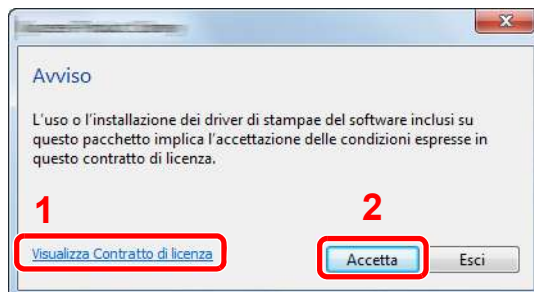 Avviso
L'uso o l'installazione dei driver di stampae del software inclusi su
questo pacchetto implica l'accettazione delle condizioni espresse in
questo contratto di licenza.
1
2
Visualizza Contratto di licenza
Accetta
Esci